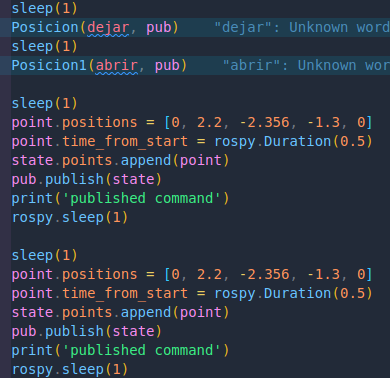 sleep(1)
Posicion(dejar, pub) "dejar": Unknown word
sleep(1)
Posicion1(abrir, pub) "abrir": Unknown wor
sleep(1)
point.positions = [0, 2.2, -2.356, -1.3, 0]
point.time_from_start = rospy.Duration(0.5)
state.points.append(point)
pub.publish(state)
print('published command')
rospy.sleep(1)
sleep(1)
point.positions = [0, 2.2, -2.356, -1.3, 0]
point.time_from_start = rospy.Duration(0.5)
state.points.append(point)
pub.publish(state)
print('published command')
rospy.sleep(1)